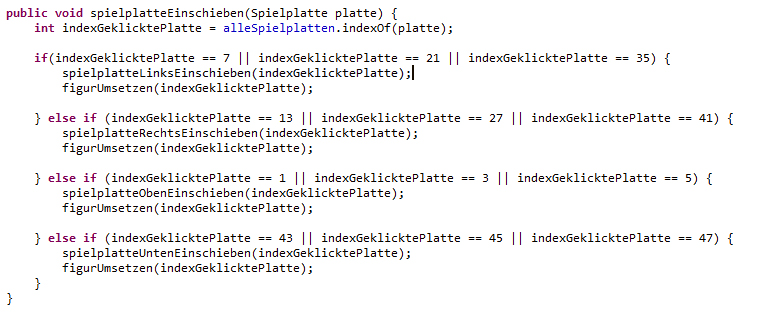 public void spielplatteEinschieben(Spielplatte platte) {
    int indexGeklicktePlatte = alleSpielplatten.indexOf(platte);

    if(indexGeklicktePlatte == 7 || indexGeklicktePlatte == 21 || indexGeklicktePlatte == 35) {
        spielplatteLinksEinschieben(indexGeklicktePlatte);
        figurUmsetzen(indexGeklicktePlatte);

    } else if (indexGeklicktePlatte == 13 || indexGeklicktePlatte == 27 || indexGeklicktePlatte == 41) {
        spielplatteRechtsEinschieben(indexGeklicktePlatte);
        figurUmsetzen(indexGeklicktePlatte);

    } else if (indexGeklicktePlatte == 1 || indexGeklicktePlatte == 3 || indexGeklicktePlatte == 5) {
        spielplatteObenEinschieben(indexGeklicktePlatte);
        figurUmsetzen(indexGeklicktePlatte);

    } else if (indexGeklicktePlatte == 43 || indexGeklicktePlatte == 45 || indexGeklicktePlatte == 47) {
        spielplatteUntenEinschieben(indexGeklicktePlatte);
        figurUmsetzen(indexGeklicktePlatte);
    }
}